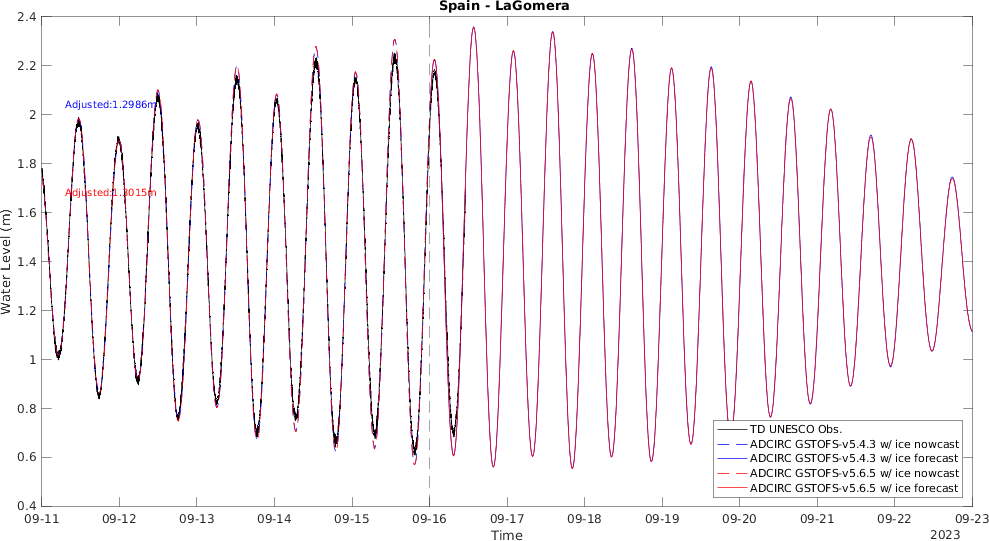 Spain - LaGomera
2.4
2.2
2
1.8
1.6
1.4
1.2
1
0.8
0.6
0.4
Water Level (m)
Adjusted:1.2986m
Adjusted:1.3015m
TD UNESCO Obs.
ADCIRC GSTOFS-v5.4.3 w/ ice nowcast
ADCIRC GSTOFS-v5.4.3 w/ ice forecast
ADCIRC GSTOFS-v5.6.5 w/ ice nowcast
ADCIRC GSTOFS-v5.6.5 w/ ice forecast
09-11 09-12 09-13 09-14 09-15 09-16 09-17 09-18 09-19 09-20 09-21 09-22 09-23
Time
2023